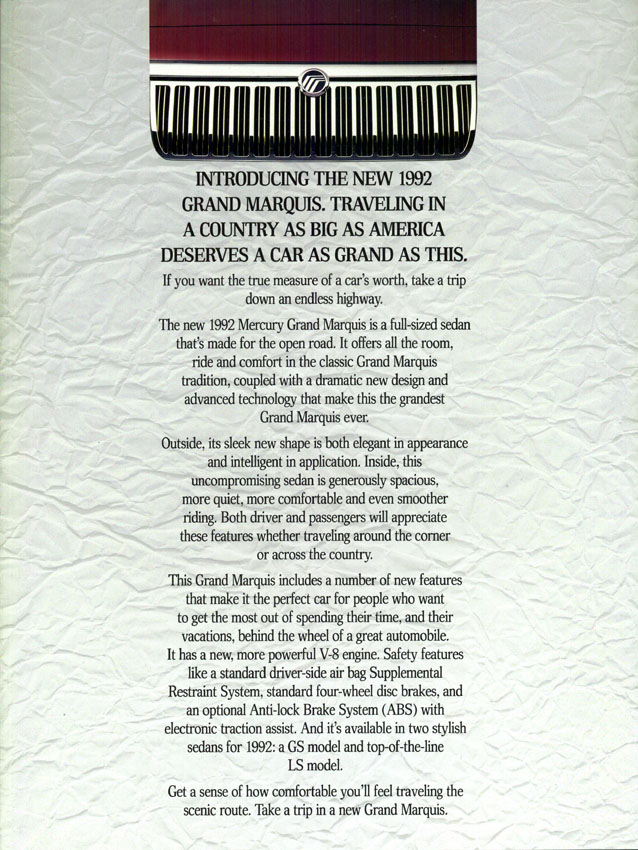 INTRODUCING THE NEW 1992
GRAND MARQUIS. TRAVELING IN
A COUNTRY AS BIG AS AMERICA
DESERVES A CAR AS GRAND AS THIS.
If you want the true measure of a car's worth, take a trip
down an endless highway.
The new 1992 Mercury Grand Marquis is a full-sized sedan
that's made for the open road. It offers all the room,
ride and comfort in the classic Grand Marquis
tradition, coupled with a dramatic new design and
advanced technology that make this the grandest
Grand Marquis ever.
Outside, its sleek new shape is both elegant in appearance
and intelligent in application. Inside, this
uncompromising sedan is generously spacious,
more quiet, more comfortable and even smoother
riding. Both driver and passengers will appreciate
these features whether traveling around the corner
or across the country.
This Grand Marquis includes a number of new features
that make it the perfect car for people who want
to get the most out of spending their time, and their
vacations, behind the wheel of a great automobile.
It has a new, more powerful V-8 engine. Safety features
like a standard driver-side air bag Supplemental
Restraint System, standard four-wheel disc brakes, and
an optional Anti-lock Brake System (ABS) with
electronic traction assist. And it's available in two stylish
sedans for 1992: a GS model and top-of-the-line
LS model.
Get a sense of how comfortable you'll feel traveling the
scenic route. Take a trip in a new Grand Marquis.